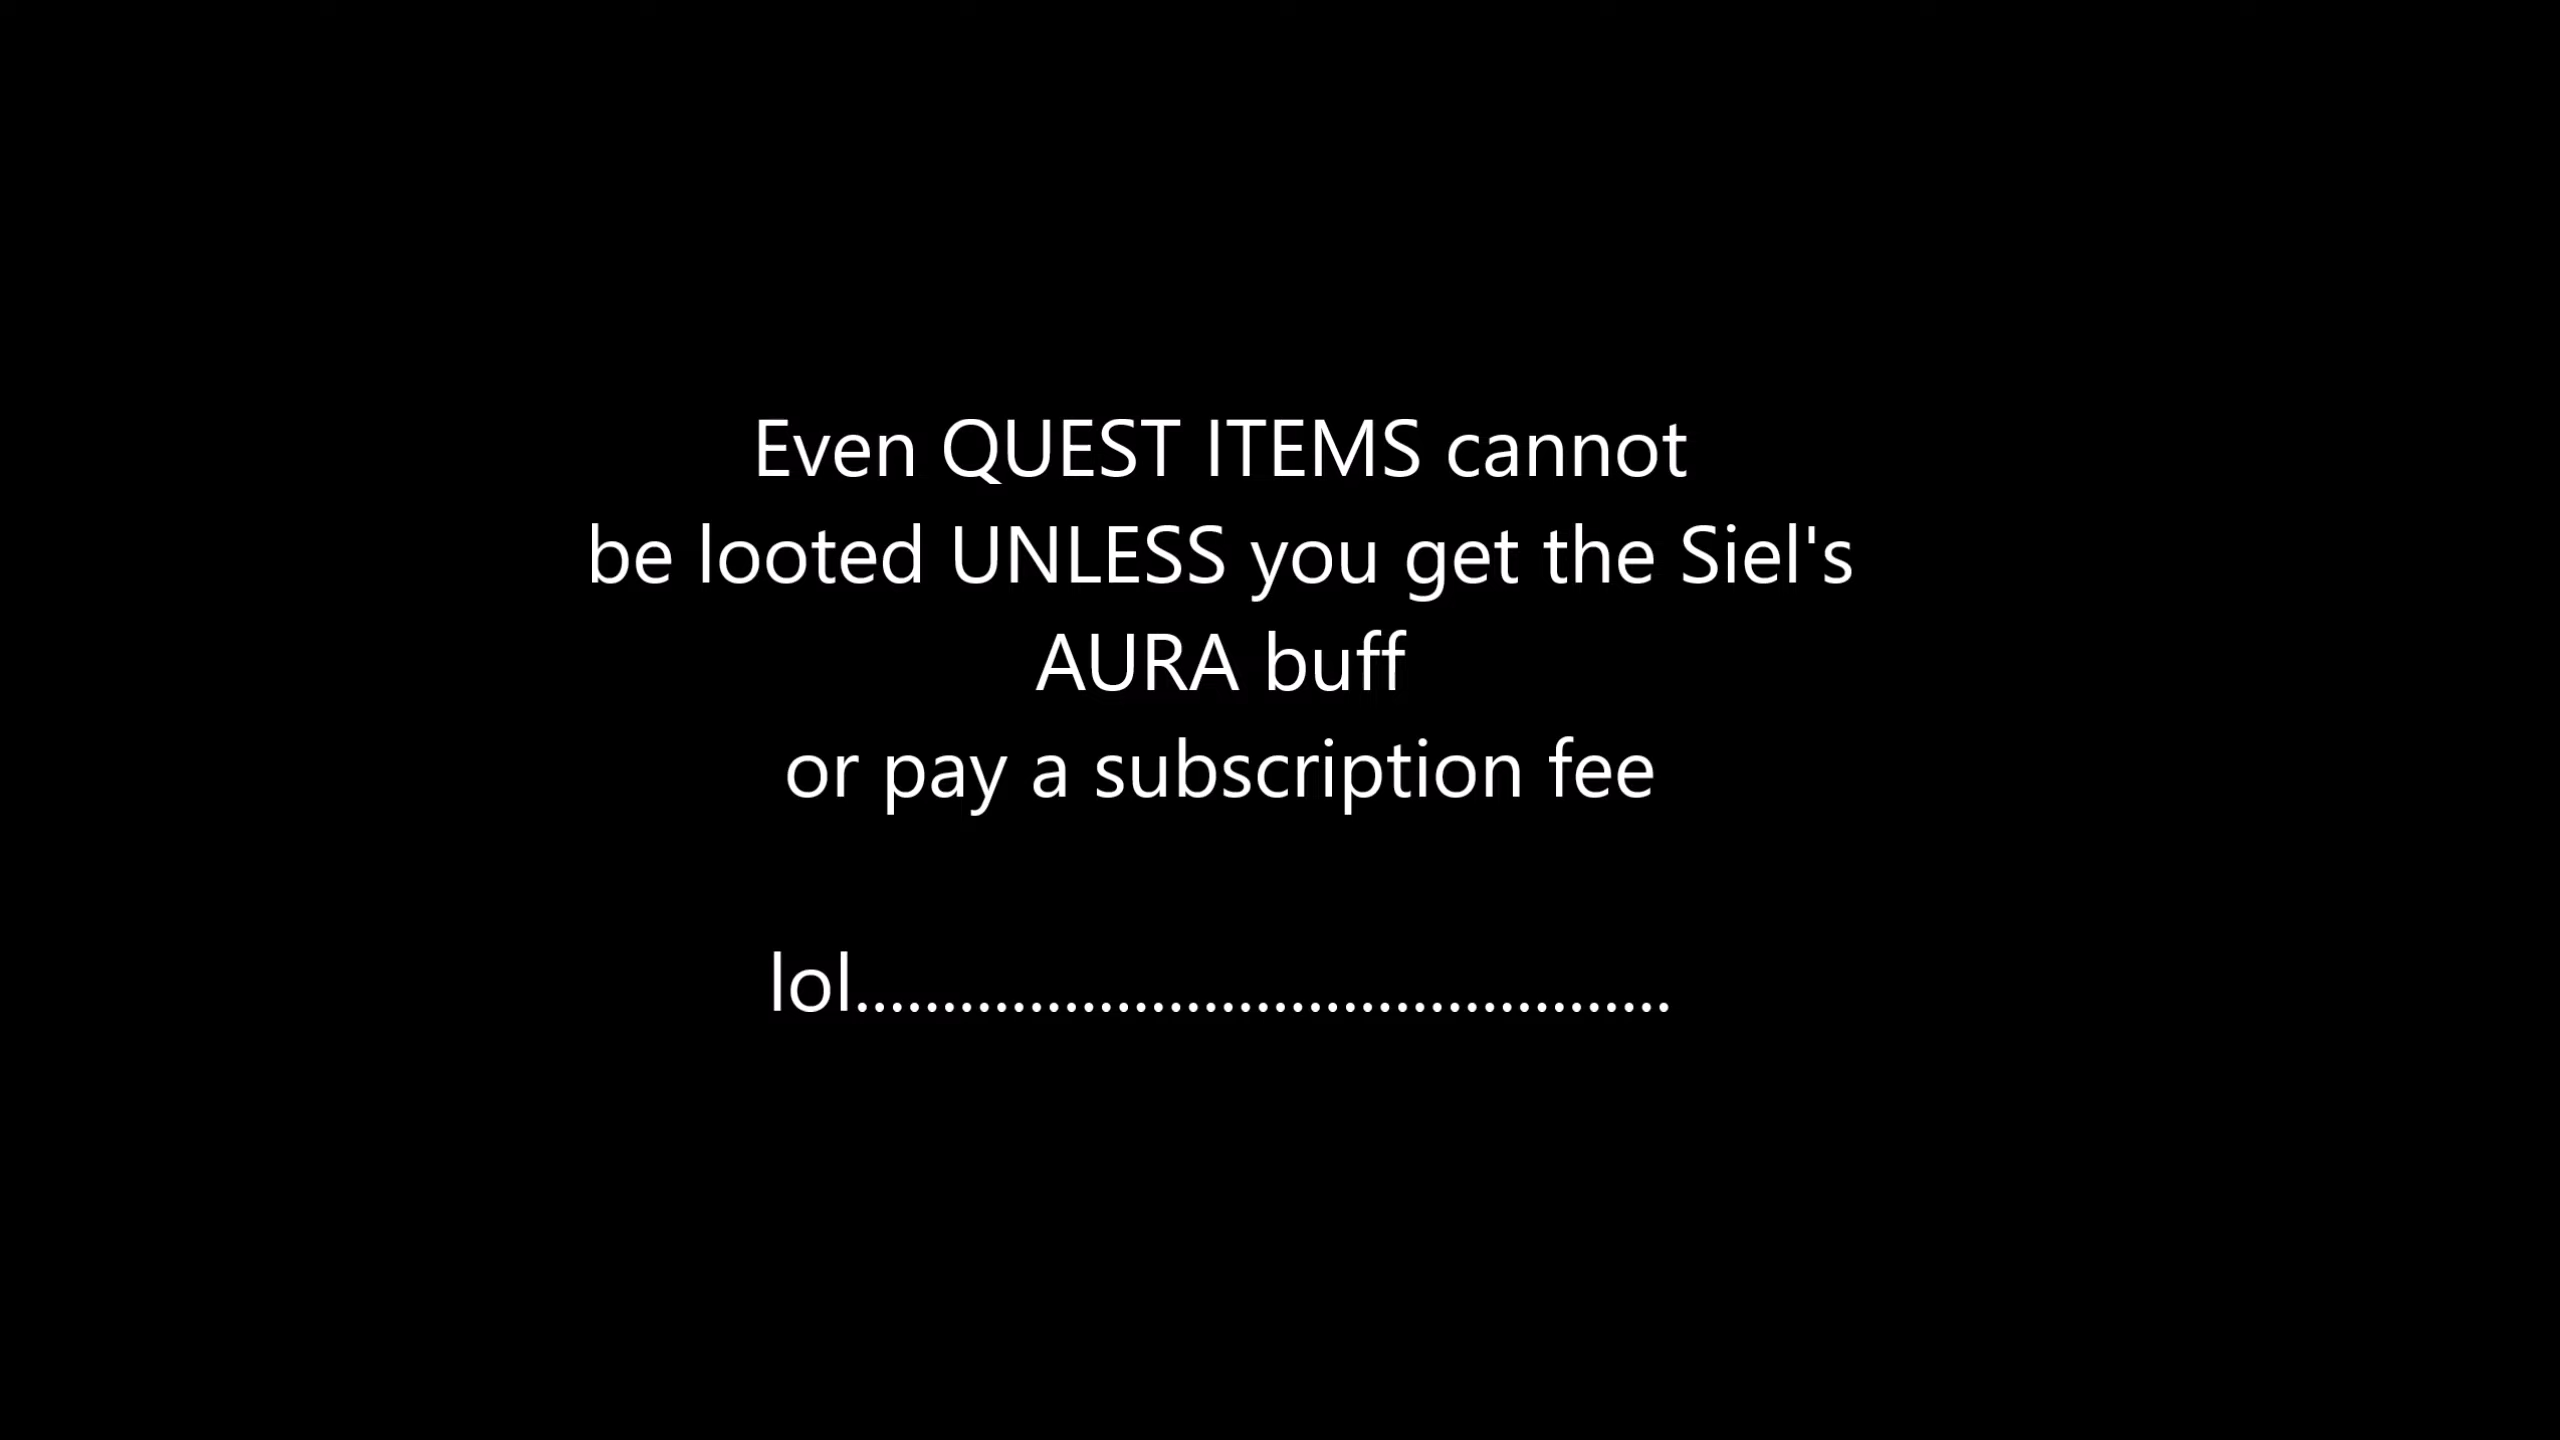 Even QUEST ITEMS cannot
be looted UNLESS you get the Siel's
AURA buff
or pay a subscription fee
lol...............................................